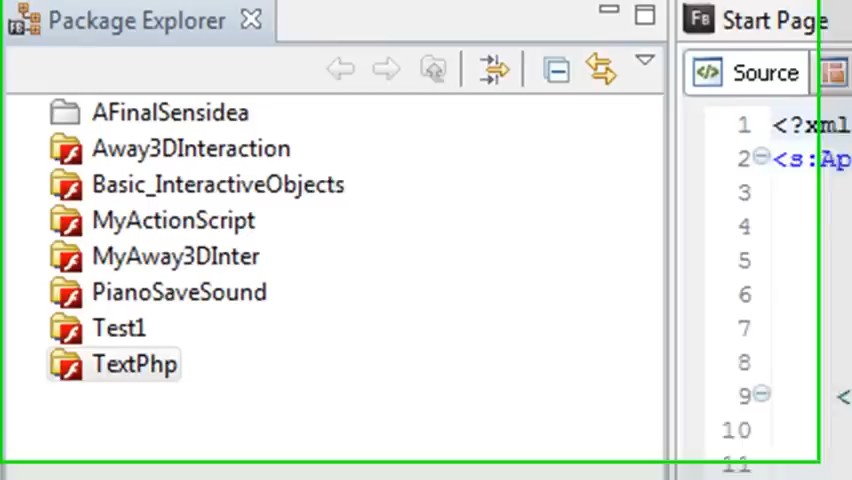 Package Explorer
AFinalSensidea
Away3DInteraction
Basic_InteractiveObjects
MyActionScript
MyAway3DInter
PianoSaveSound
Test1
TextPhp
FB Start Page
Source
1 <?xml
2 <s:Ap
3
4
5
6
7
8
9 <
10
11